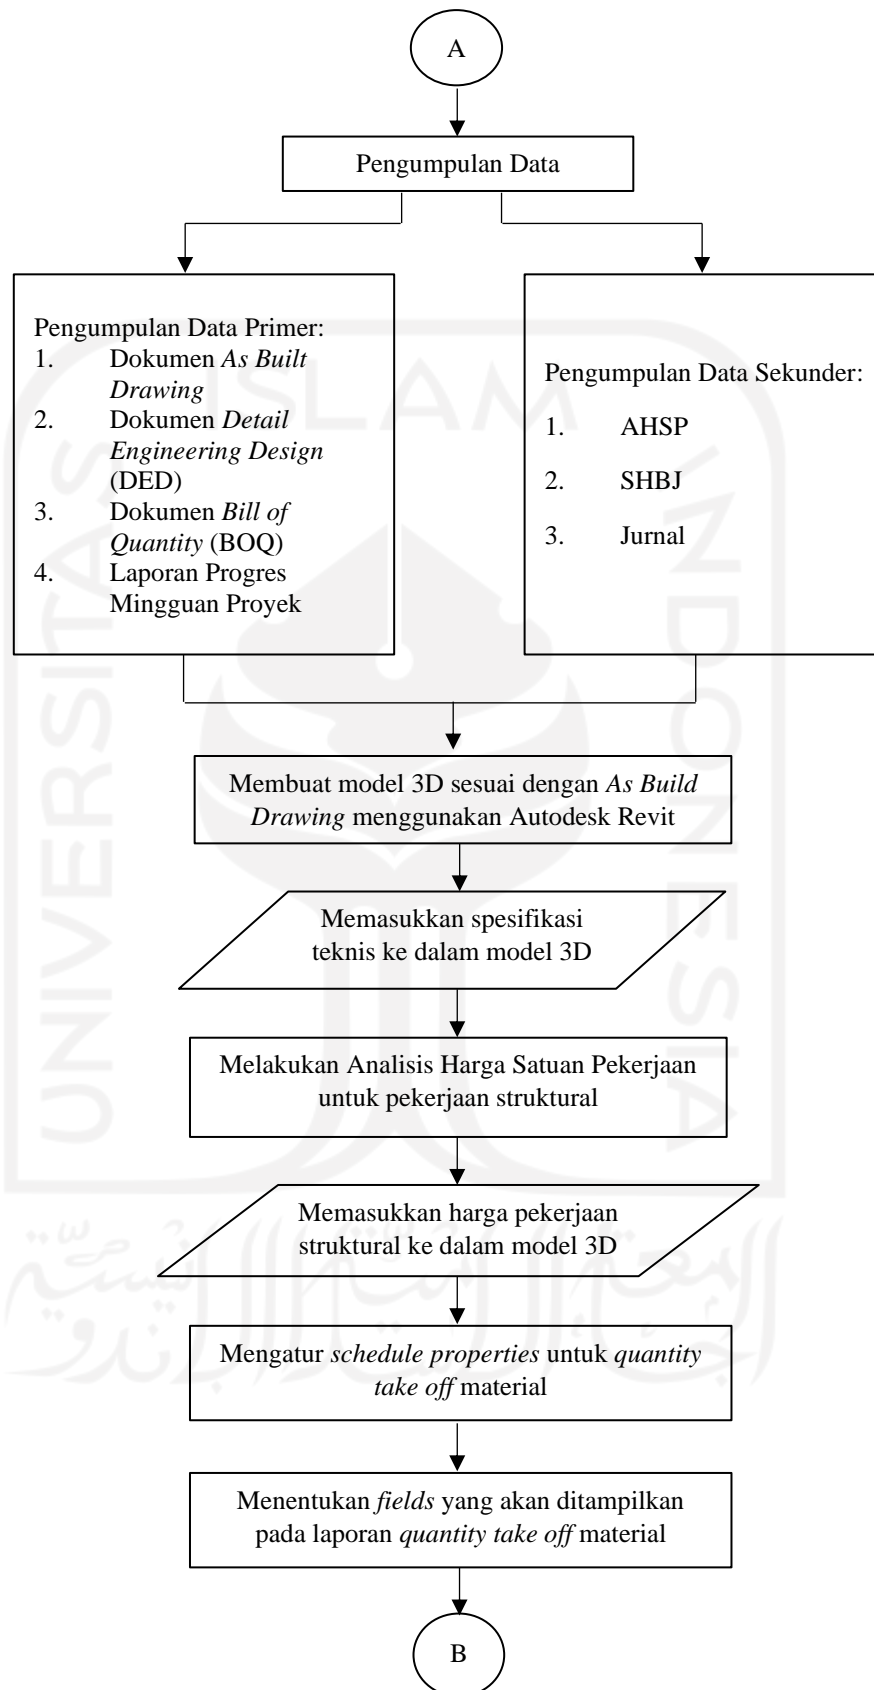 A
Pengumpulan Data
Pengumpulan Data Primer:
1. Dokumen As Built
Drawing
2. Dokumen Detail
Engineering Design
(DED)
3. Dokumen Bill of
Quantity (BOQ)
4. Laporan Progres
Mingguan Proyek
Pengumpulan Data Sekunder:
1. AHSP
2. SHBJ
3. Jurnal
Membuat model 3D sesuai dengan As Build
Drawing menggunakan Autodesk Revit
Memasukkan spesifikasi
teknis ke dalam model 3D
Melakukan Analisis Harga Satuan Pekerjaan
untuk pekerjaan struktural
Memasukkan harga pekerjaan
struktural ke dalam model 3D
Mengatur schedule properties untuk quantity
take off material
Menentukan fields yang akan ditampilkan
pada laporan quantity take off material
B
UNIVERSITAS
ISLAM
INDONESIA